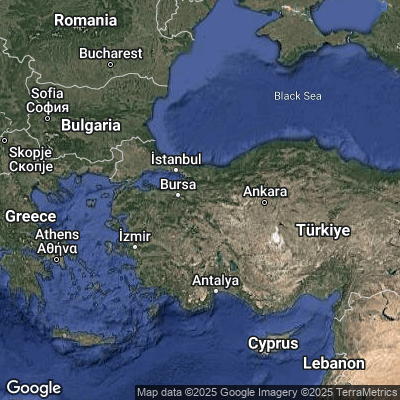 Romania
Bucharest
Black Sea
Sofia
София
Bulgaria
Skopje
Скопје
İstanbul
Bursa
Ankara
Greece
Athens
Αθήνα
İzmir
Türkiye
Antalya
Cyprus
Lebanon
Google
Map data ©2025 Google Imagery ©2025 TerraMetrics